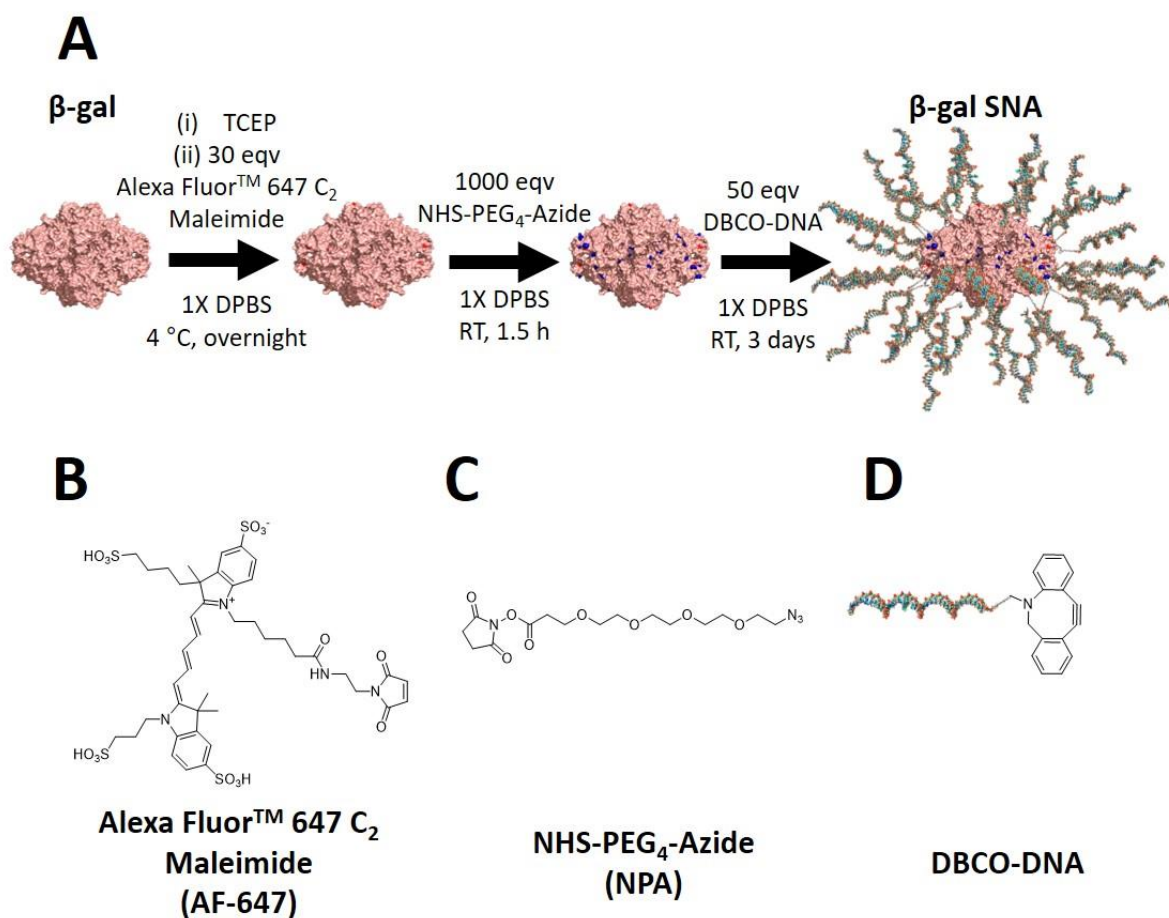 A
β-gal
(i) TCEP
(ii) 30 eqv
Alexa Fluor™ 647 C₂
Maleimide
1X DPBS
4 °C, overnight
1000 eqv
NHS-PEG₄-Azide
1X DPBS
RT, 1.5 h
50 eqv
DBCO-DNA
1X DPBS
RT, 3 days
β-gal SNA
B
SO₃⁻
HO₃S
N⁺
O
HN
N
O
O
N
HO₃S
SO₃H
Alexa Fluor™ 647 C₂
Maleimide
(AF-647)
C
O
N
O
O
O
O
O
O
O
N₃
NHS-PEG₄-Azide
(NPA)
D
N
DBCO-DNA